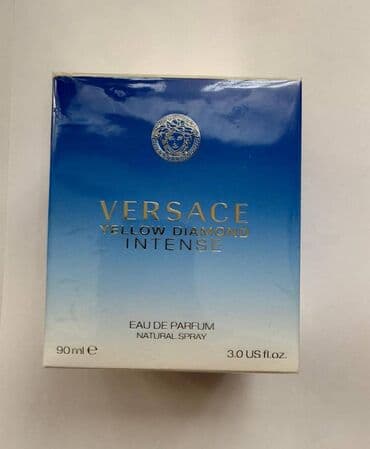 VERSACE
YELLOW DIAMOND
INTENSE
EAU DE PARFUM
NATURAL SPRAY
90 ml e 3.0 US fl.oz.